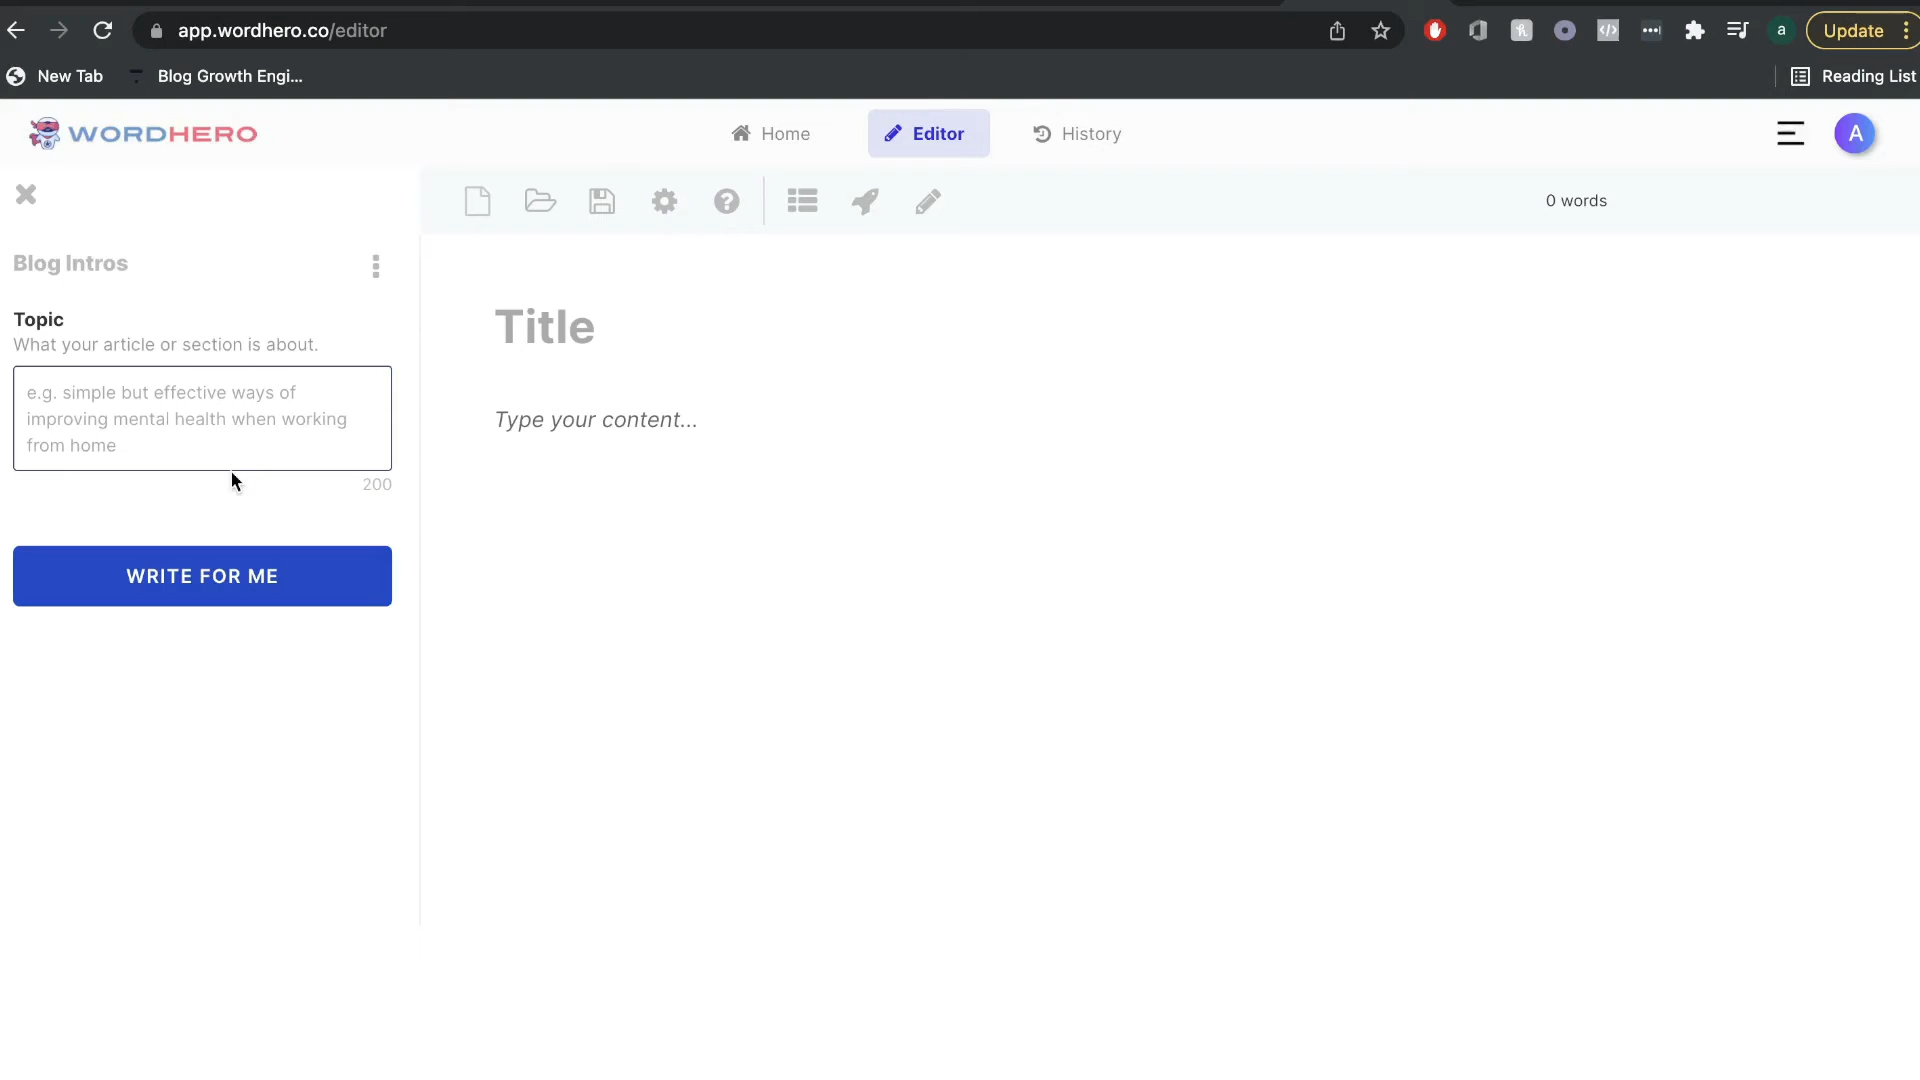 app.wordhero.co/editor
a
Update
New Tab
Blog Growth Engi...
Reading List
WORDHERO
Home
Editor
History
A
0 words
Blog Intros
Topic
What your article or section is about.
e.g. simple but effective ways of
improving mental health when working
from home
200
WRITE FOR ME
Title
Type your content...